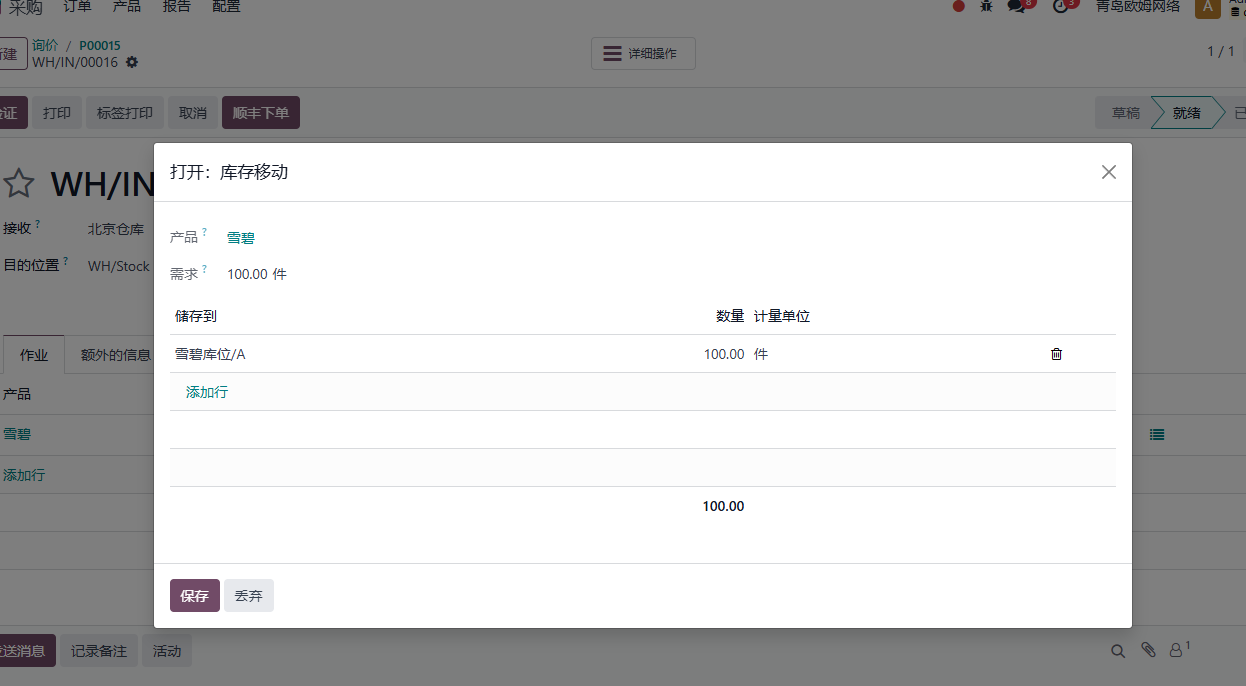 采购 订单 产品 报告 配置 8 3 青岛欧姆网络 A
新建 询价 / P00015 详细操作 1 / 1
WH/IN/00016
验证 打印 标签打印 取消 顺丰下单 草稿 就绪 已
打开：库存移动
WH/IN
接收 ? 北京仓库
目的位置 ? WH/Stock
产品 ? 雪碧
需求 ? 100.00 件
储存到 数量 计量单位
雪碧库位/A 100.00 件
添加行
100.00
保存 丢弃
作业 额外的信息
产品
雪碧
添加行
发送消息 记录备注 活动 1